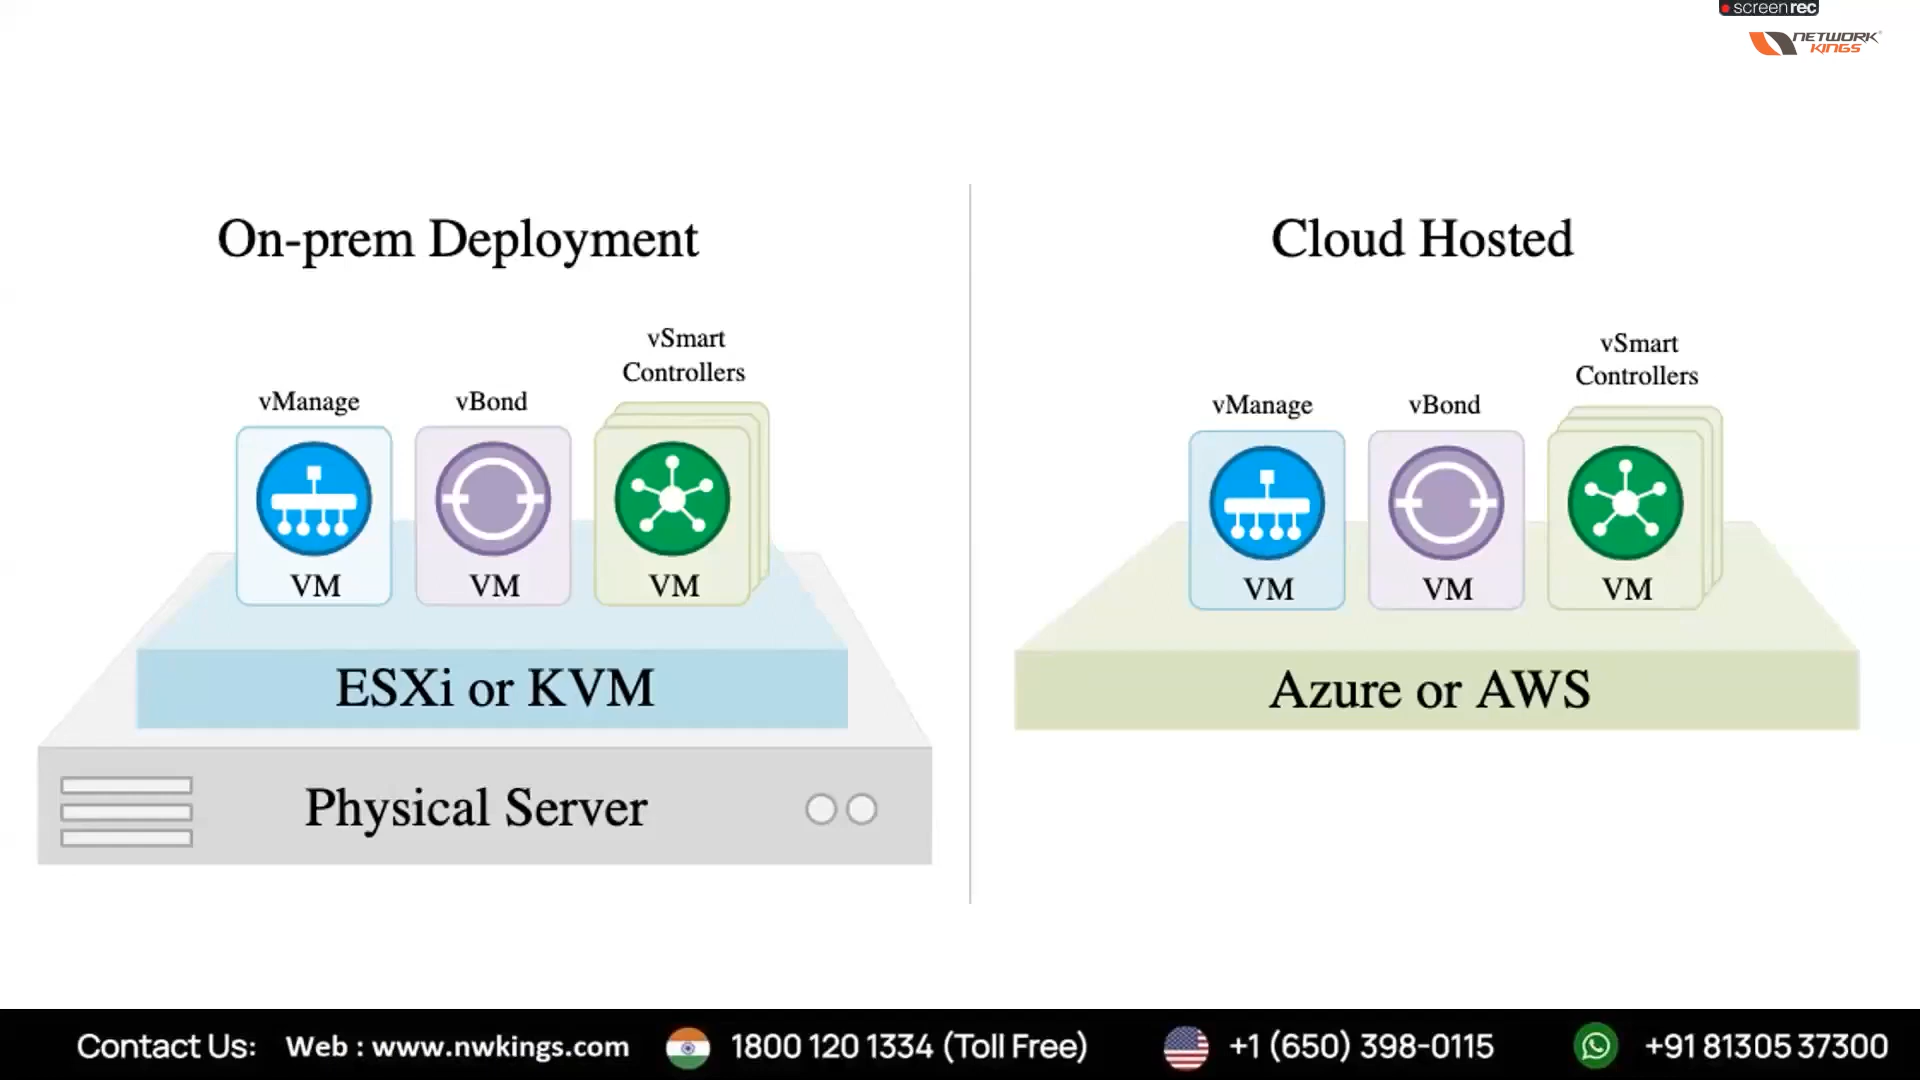 screenrec
NETWORK
KINGS
On-prem Deployment
vManage
vBond
vSmart
Controllers
VM
VM
VM
ESXi or KVM
Physical Server
Cloud Hosted
vManage
vBond
vSmart
Controllers
VM
VM
VM
Azure or AWS
Contact Us: Web : www.nwkings.com 1800 120 1334 (Toll Free) +1 (650) 398-0115 +91 81305 37300